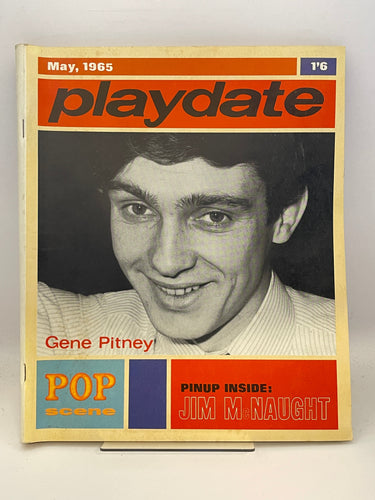 May, 1965 1'6
playdate
Gene Pitney
POP
scene
PINUP INSIDE:
JIM McNAUGHT